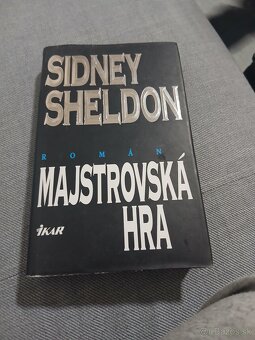 SIDNEY
SHELDON
ROMÁN
MAJSTROVSKÁ
HRA
IKAR